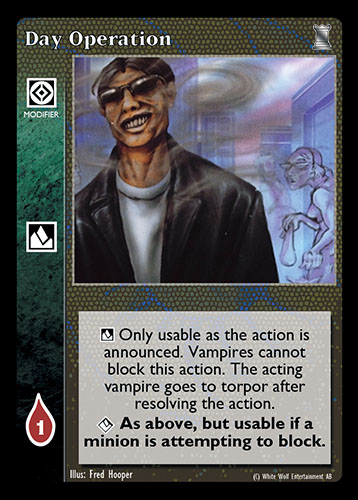 Day Operation
MODIFIER
Only usable as the action is
announced. Vampires cannot
block this action. The acting
vampire goes to torpor after
resolving the action.
As above, but usable if a
minion is attempting to block.
1
Illus: Fred Hooper
(C) White Wolf Entertainment AB